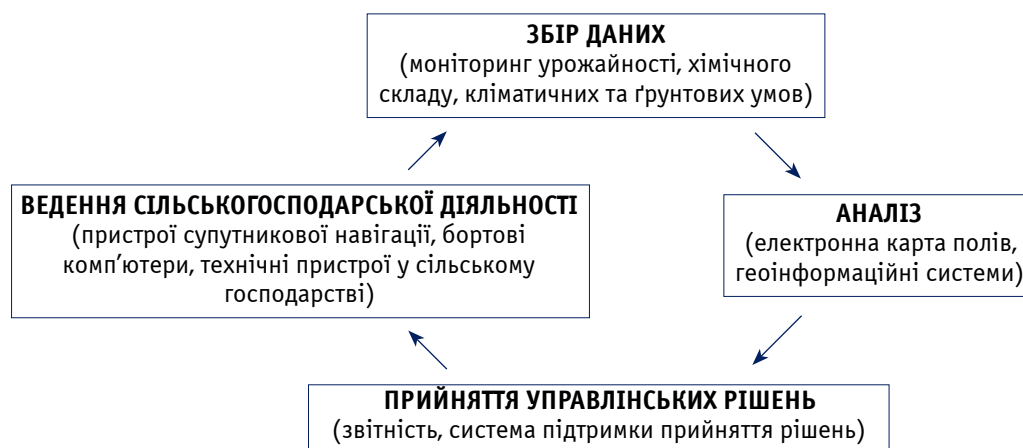 ЗБІР ДАНИХ
(моніторинг урожайності, хімічного
складу, кліматичних та ґрунтових умов)
ВЕДЕННЯ СІЛЬСЬКОГОСПОДАРСЬКОЇ ДІЯЛЬНОСТІ
(пристрої супутникової навігації, бортові
комп’ютери, технічні пристрої у сільському
господарстві)
АНАЛІЗ
(електронна карта полів,
геоінформаційні системи)
ПРИЙНЯТТЯ УПРАВЛІНСЬКИХ РІШЕНЬ
(звітність, система підтримки прийняття рішень)